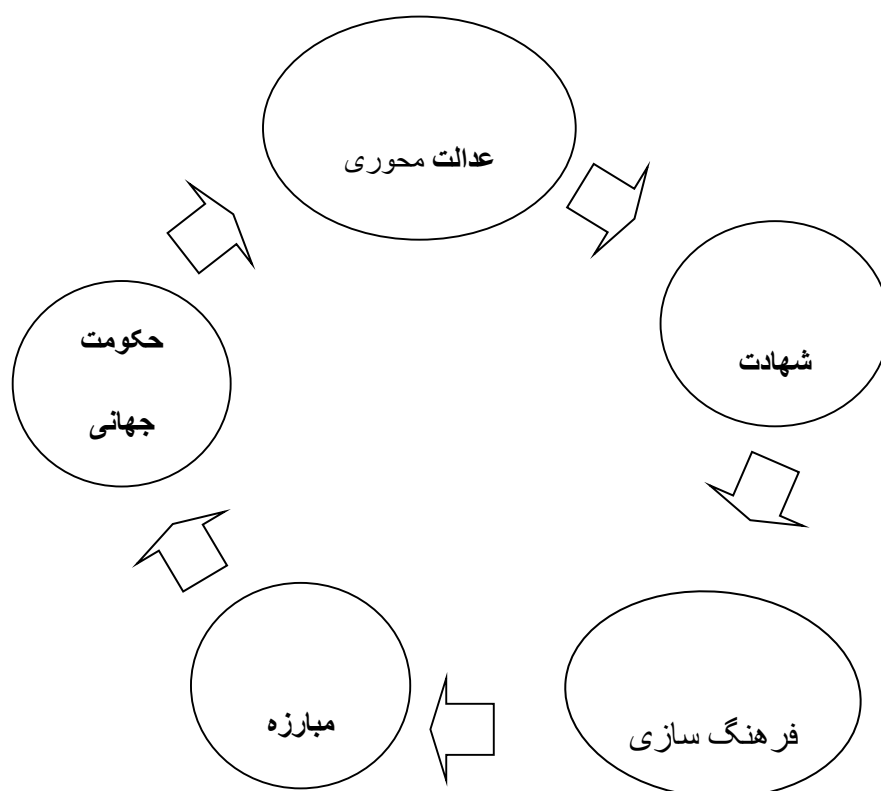 عدالت محوری
شهادت
فرهنگ سازی
مبارزه
حکومت
جهانی